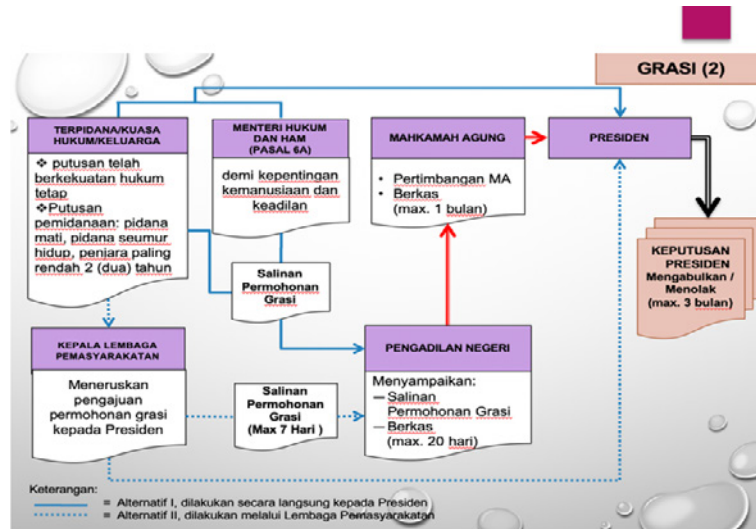 GRASI (2)
TERPIDANA/KUASA
HUKUM/KELUARGA
❖ putusan telah
berkekuatan hukum
tetap
❖Putusan
pemidanaan: pidana
mati, pidana seumur
hidup, penjara paling
rendah 2 (dua) tahun
MENTERI HUKUM
DAN HAM
(PASAL 6A)
demi kepentingan
kemanusiaan dan
keadilan
MAHKAMAH AGUNG
• Pertimbangan MA
• Berkas
(max. 1 bulan)
PRESIDEN
KEPUTUSAN
PRESIDEN
Mengabulkan /
Menolak
(max. 3 bulan)
Salinan
Permohonan
Grasi
KEPALA LEMBAGA
PEMASYARAKATAN
Meneruskan
pengajuan
permohonan grasi
kepada Presiden
Salinan
Permohonan
Grasi
(Max 7 Hari )
PENGADILAN NEGERI
Menyampaikan:
— Salinan
Permohonan Grasi
— Berkas
(max. 20 hari)
Keterangan:
= Alternatif I, dilakukan secara langsung kepada Presiden
= Alternatif II, dilakukan melalui Lembaga Pemasyarakatan